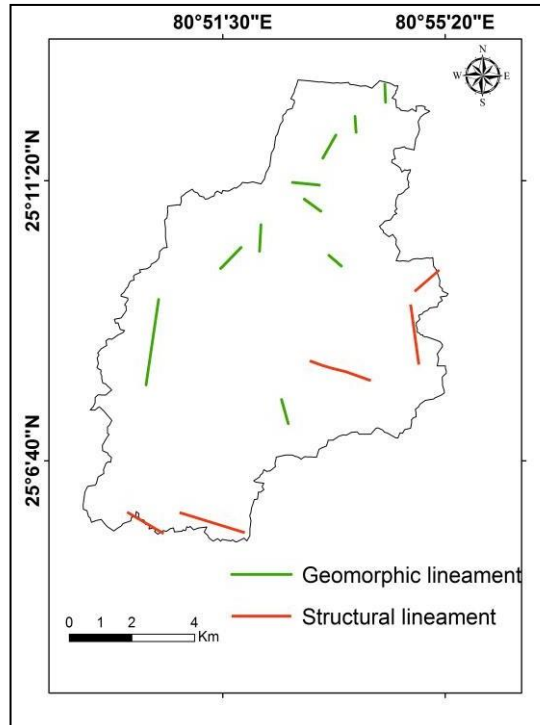 80°51'30"E 80°55'20"E
N
W E
S
25°11'20"N
25°6'40"N
Geomorphic lineament
Structural lineament
0 1 2 4
Km